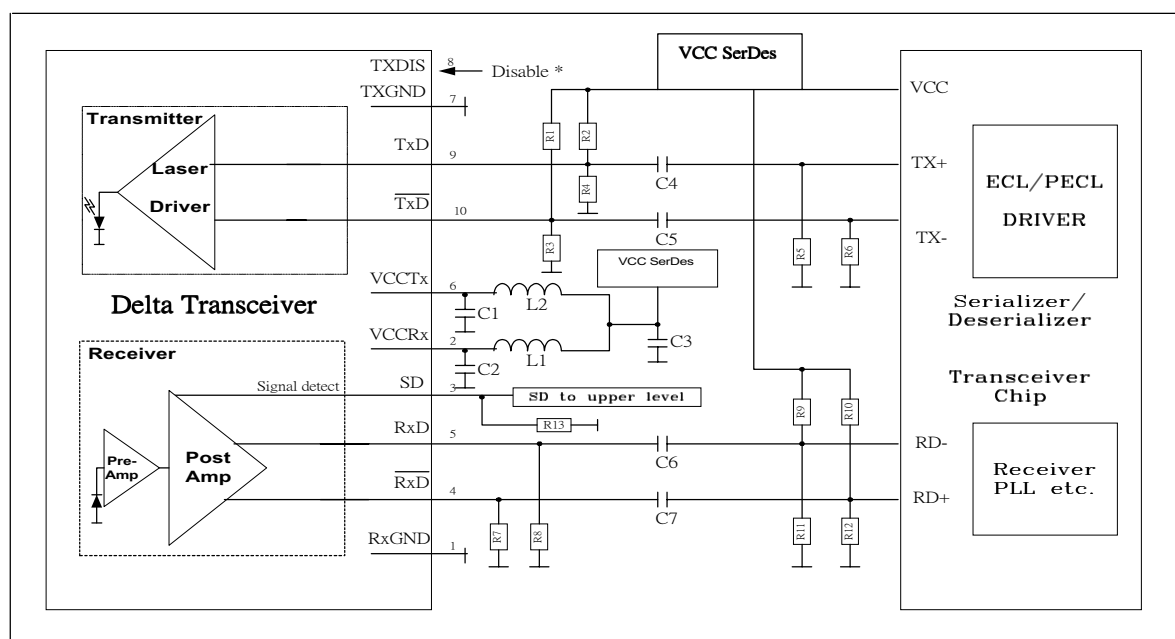 TXDIS
8
Disable *
VCC SerDes
VCC
TXGND
7
Transmitter
R1
R2
TxD
9
Laser
C4
TX+
ECL/PECL
DRIVER
R4
Driver
TxD
10
C5
TX-
R3
R5
R6
VCC SerDes
VCCTx
6
Delta Transceiver
C1
L2
Serializer/
Deserializer
VCCRx
2
C3
Receiver
C2
L1
Signal detect
SD
3
SD to upper level
Transceiver
Chip
R9
R10
R13
RxD
5
C6
RD-
Pre-
Amp
Post
Amp
Receiver
PLL etc.
RxD
4
C7
RD+
R7
R8
R11
R12
RxGND
1